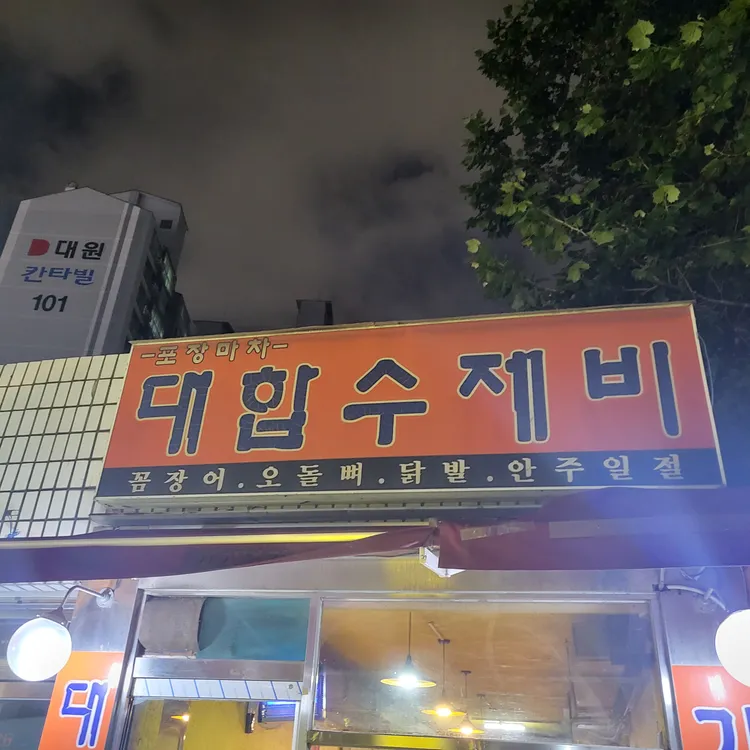 대원
칸타빌
101
-포장마차-
대합수제비
꼼장어.오돌뼈.닭발.안주일절
대